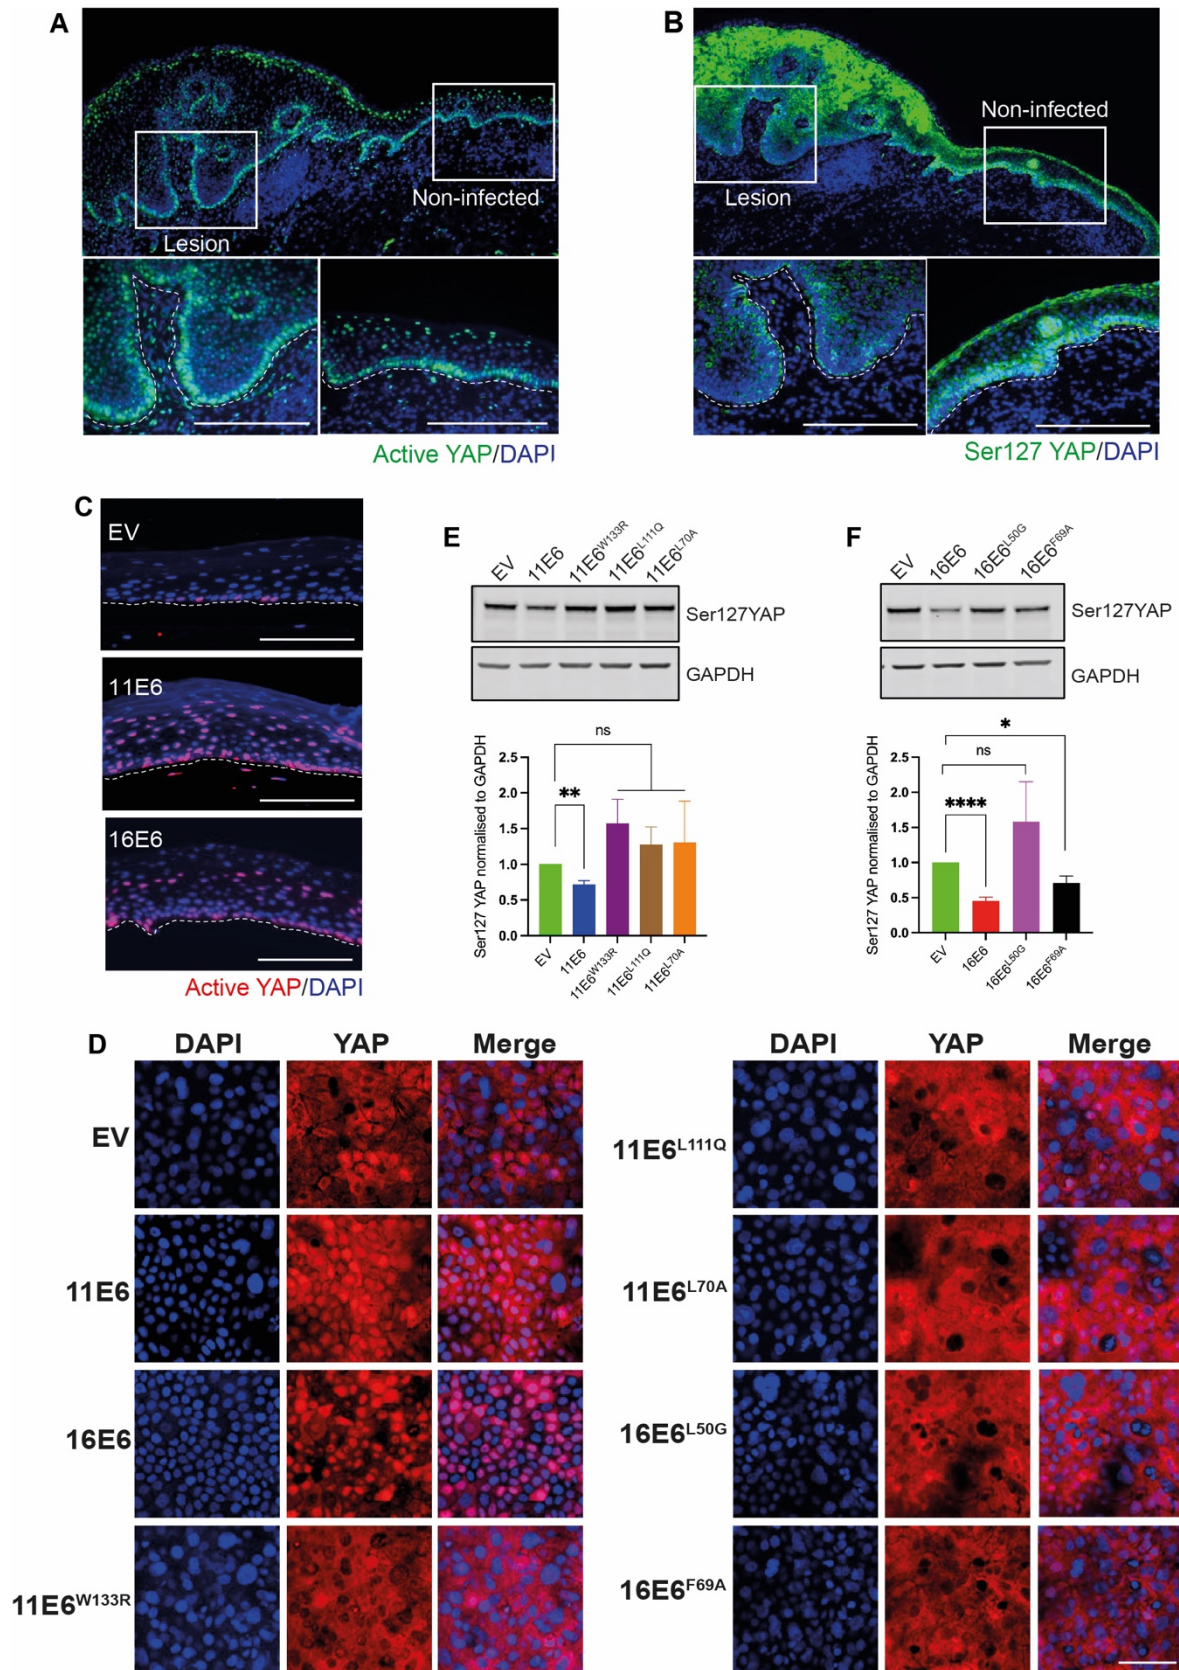 A
Lesion
Non-infected
Active YAP/DAPI
B
Lesion
Non-infected
Ser127 YAP/DAPI
C
EV
11E6
16E6
Active YAP/DAPI
E
EV
11E6
11E6W133R
11E6L111Q
11E6L70A
Ser127YAP
GAPDH
Ser127 YAP normalised to GAPDH
2.5
2.0
1.5
1.0
0.5
0.0
ns
**
EV
11E6
11E6W133R
11E6L111Q
11E6L70A
F
EV
16E6
16E6L50G
16E6F69A
Ser127YAP
GAPDH
Ser127 YAP normalised to GAPDH
2.5
2.0
1.5
1.0
0.5
0.0
*
ns
****
EV
16E6
16E6L50G
16E6F69A
D
DAPI YAP Merge
EV
11E6
16E6
11E6W133R
DAPI YAP Merge
11E6L111Q
11E6L70A
16E6L50G
16E6F69A